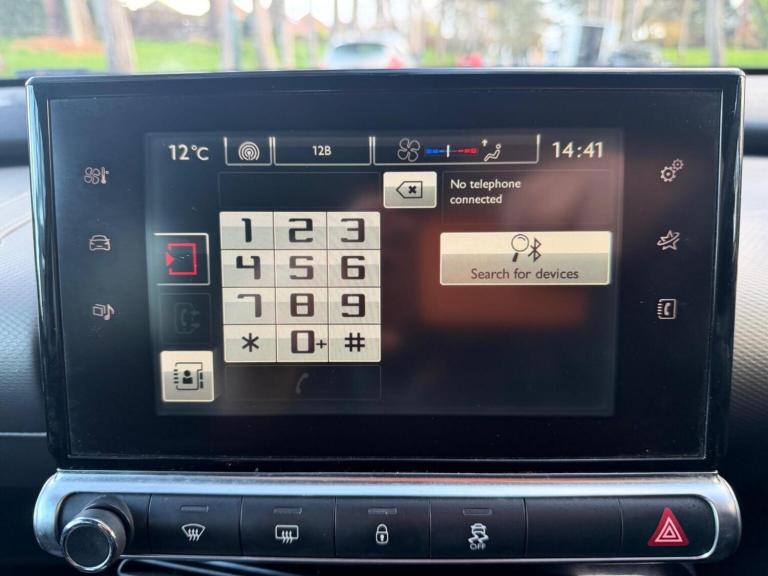 12°C
12B
14:41
No telephone
connected
1 2 3
4 5 6
7 8 9
* 0+ #
Search for devices
OFF